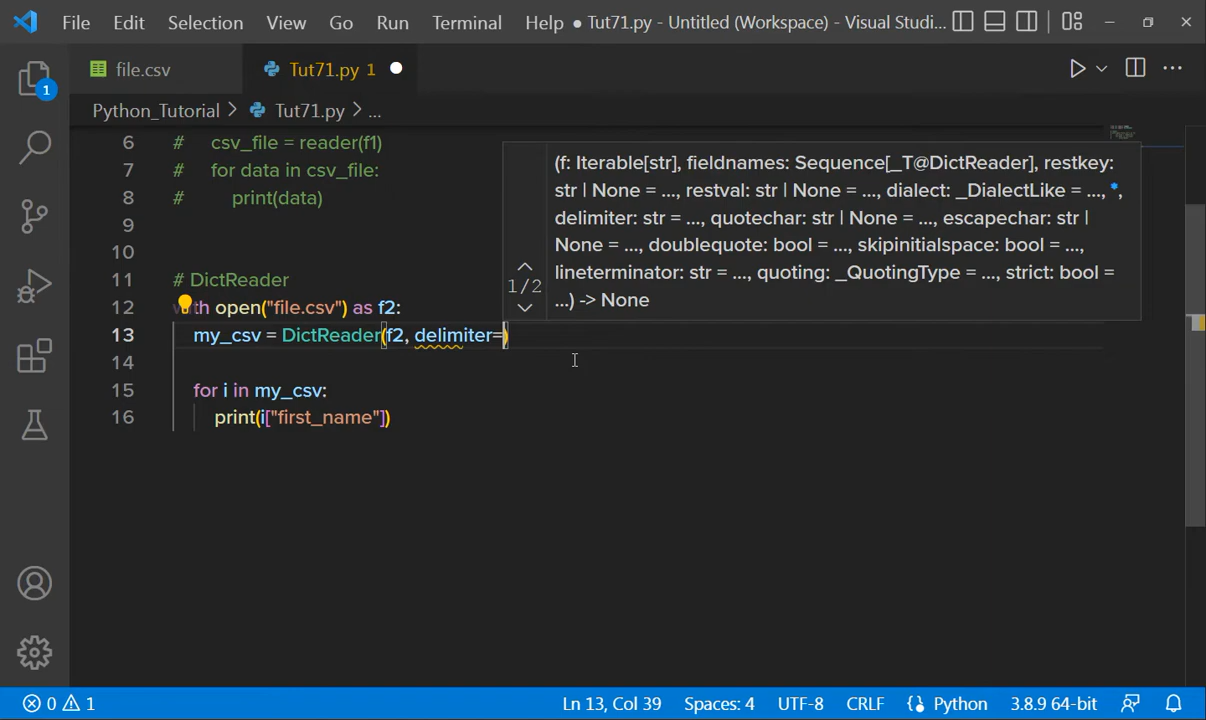 File Edit Selection View Go Run Terminal Help ● Tut71.py - Untitled (Workspace) - Visual Studi...
file.csv Tut71.py 1
Python_Tutorial > Tut71.py > ...
6 # csv_file = reader(f1)
7 # for data in csv_file:
8 # print(data)
9
10
11 # DictReader
12 with open("file.csv") as f2:
13 my_csv = DictReader(f2, delimiter=)
14
15 for i in my_csv:
16 print(i["first_name"])
(f: Iterable[str], fieldnames: Sequence[_T@DictReader], restkey:
str | None = ..., restval: str | None = ..., dialect: _DialectLike = ..., *,
delimiter: str = ..., quotechar: str | None = ..., escapechar: str |
None = ..., doublequote: bool = ..., skipinitialspace: bool = ...,
lineterminator: str = ..., quoting: _QuotingType = ..., strict: bool =
...) -> None
1/2
1
0 1 Ln 13, Col 39 Spaces: 4 UTF-8 CRLF Python 3.8.9 64-bit